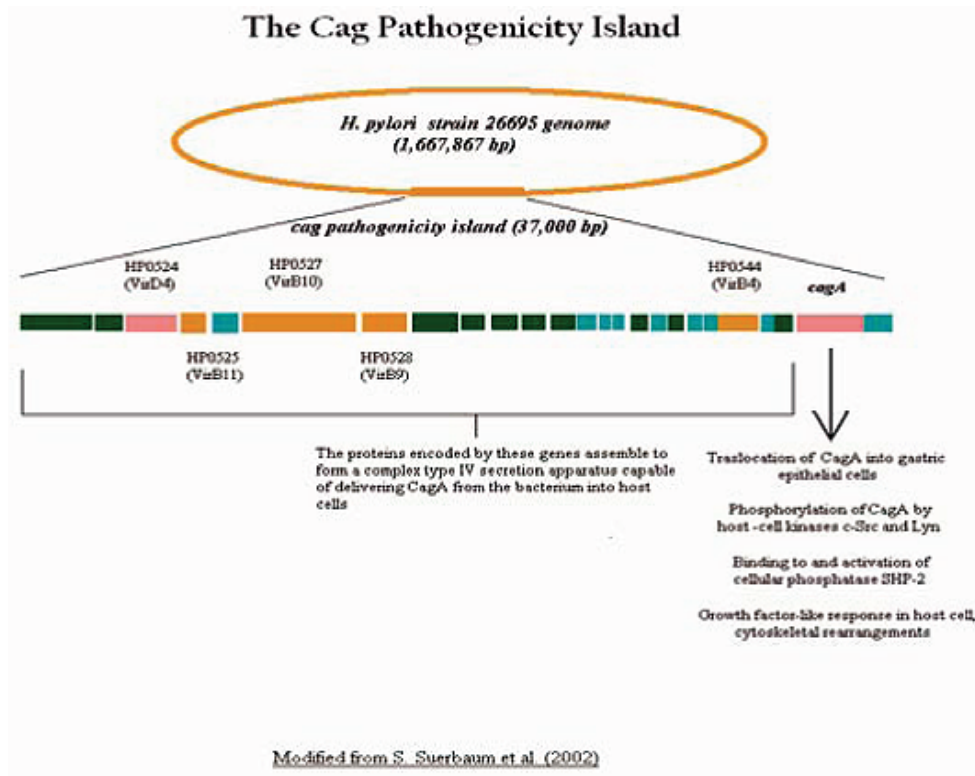 The Cag Pathogenicity Island
H. pylori strain 26695 genome
(1,667,867 bp)
cag pathogenicity island (37,000 bp)
HP0524
(VirD4)
HP0527
(VirB10)
HP0544
(VirB4)
cagA
HP0525
(VirB11)
HP0528
(VirB9)
The proteins encoded by these genes assemble to
form a complex type IV secretion apparatus capable
of delivering CagA from the bacterium into host
cells
Traslocation of CagA into gastric
epithelial cells
Phosphorylation of CagA by
host -cell kinases c-Src and Lyn
Binding to and activation of
cellular phosphatase SHP-2
Growth factor-like response in host cell,
cytoskeletal rearrangements
Modified from S. Suerbaum et al. (2002)